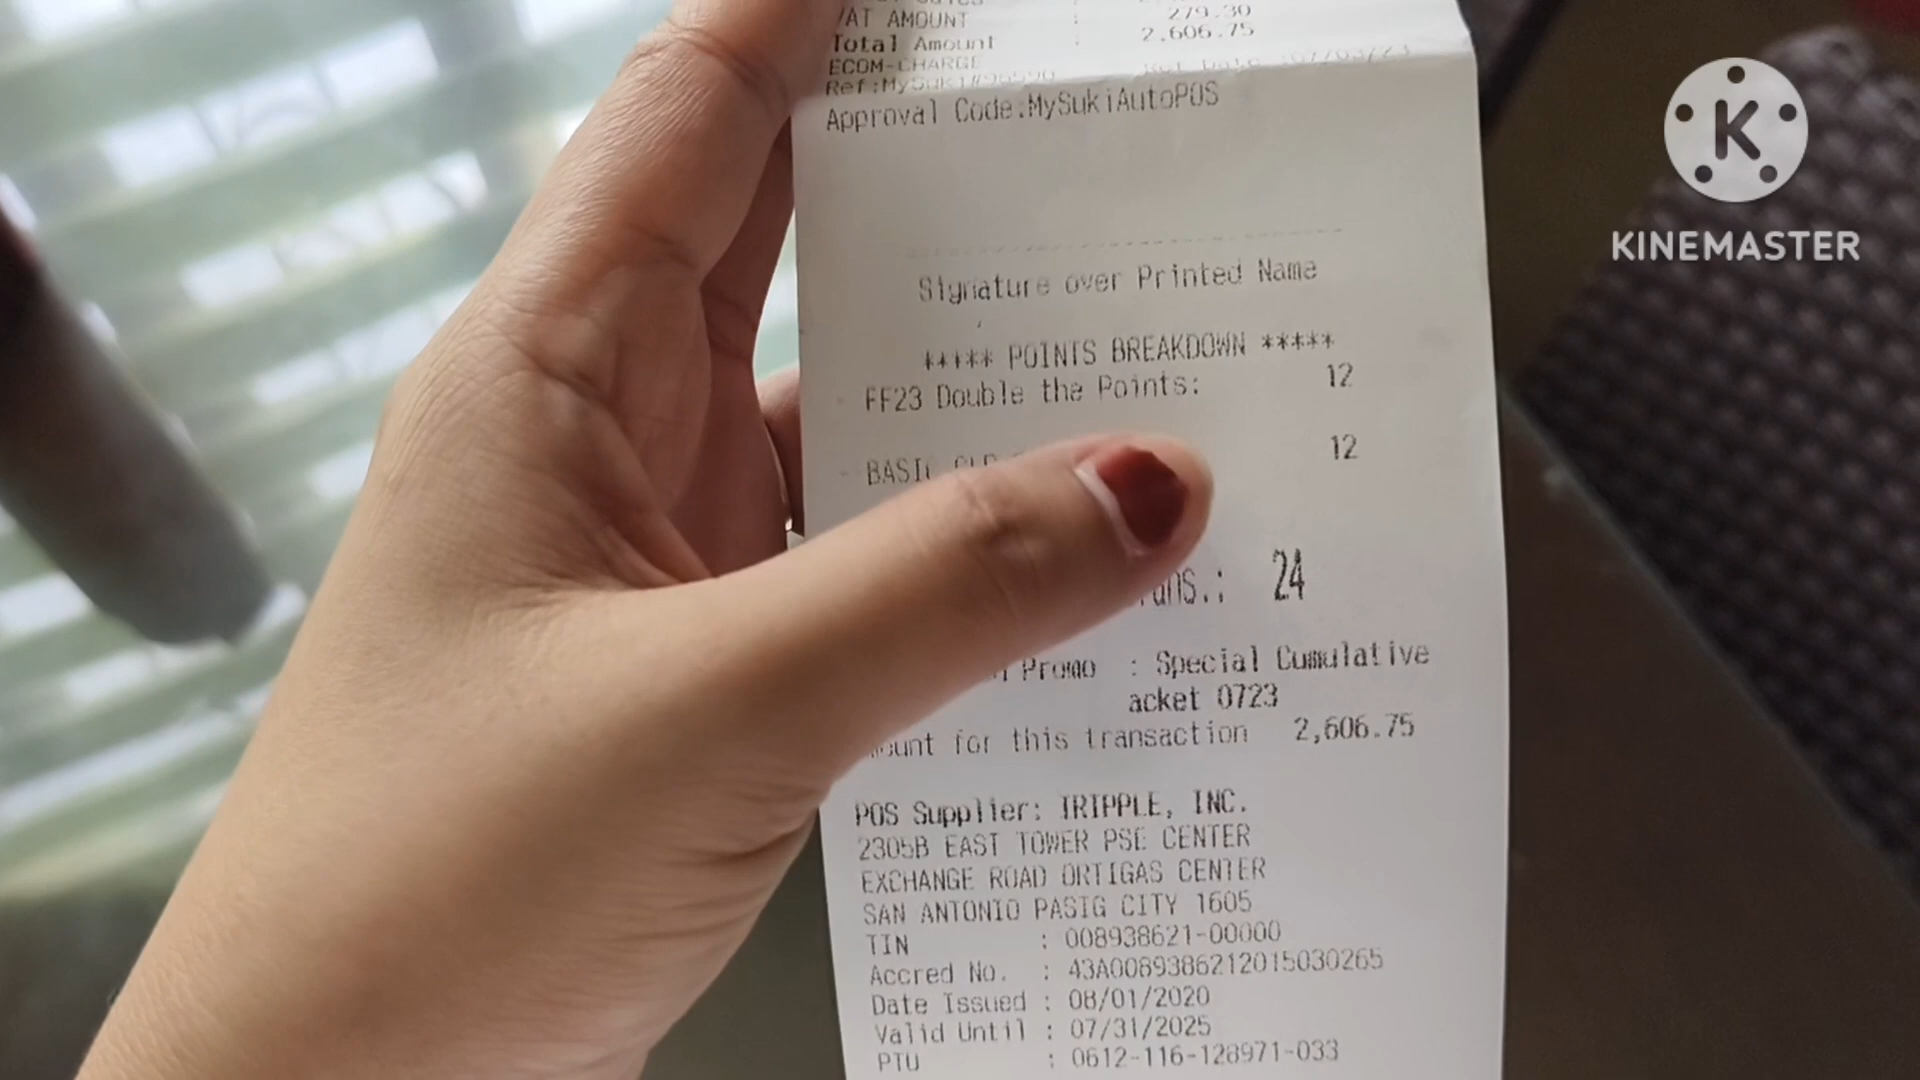 VAT AMOUNT : 279.30
Total Amount : 2,606.75
ECOM-CHARGE
Approval Code:MySukiAutoPOS
Signature over Printed Name
***** POINTS BREAKDOWN *****
FF23 Double the Points: 12
12
24
Promo : Special Cumulative
acket 0723
for this transaction 2,606.75
POS Supplier: TRIPPLE, INC.
2305B EAST TOWER PSE CENTER
EXCHANGE ROAD ORTIGAS CENTER
SAN ANTONIO PASIG CITY 1605
TIN : 008938621-00000
Accred No. : 43A0089386212015030265
Date Issued : 08/01/2020
Valid Until : 07/31/2025
PTU : 0612-116-128971-033
K
KINEMASTER